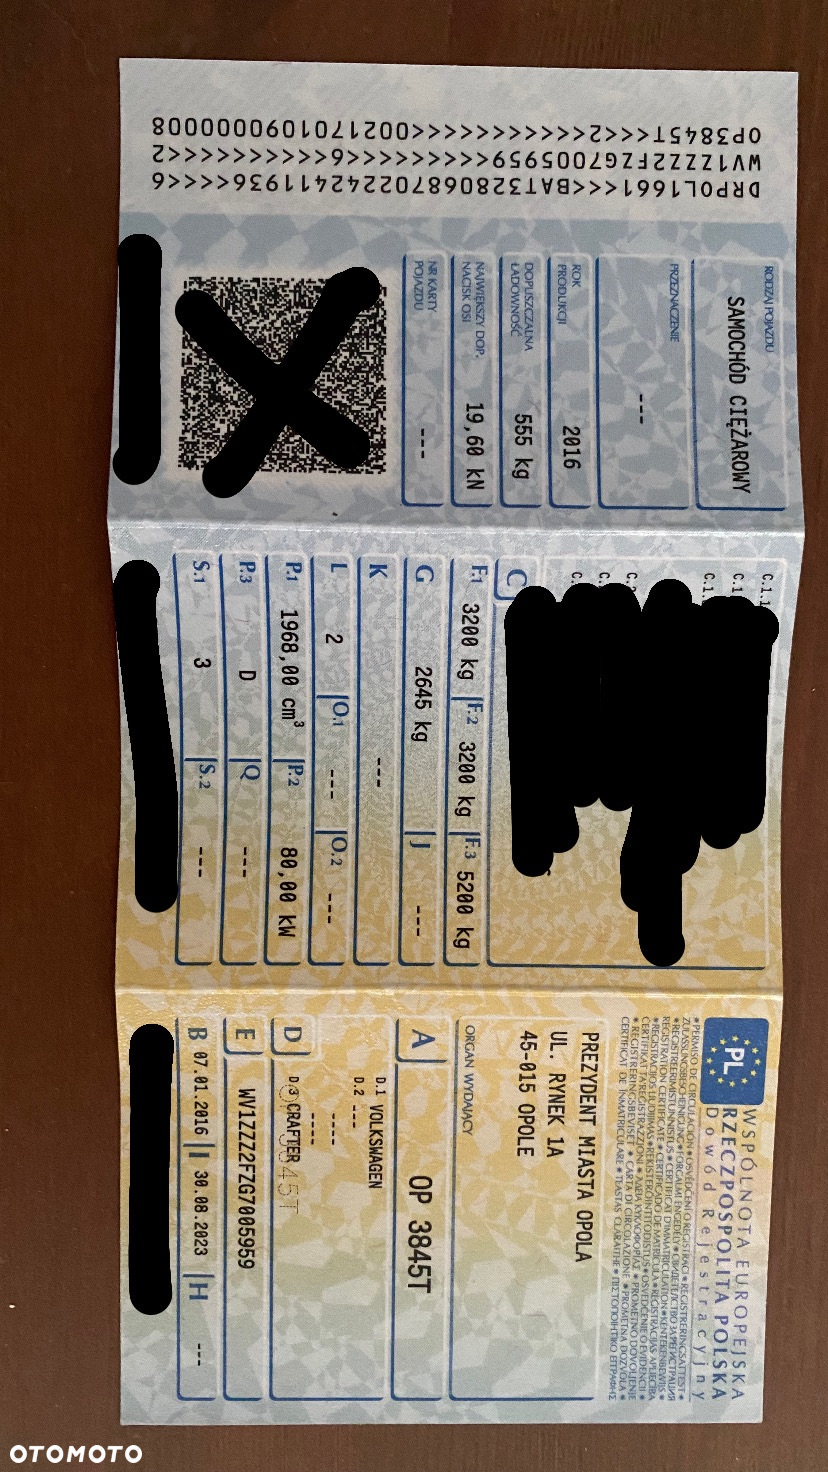 DRPOL1661<<<BAT328068702242411936<<<<<6
WV1ZZZ2FZG7005959<<<<<<<<<<<6<<<<<<<<<2
OP3845T<<<2<<<<<<<<<<<<0021701090000008
RODZAJ POJAZDU
SAMOCHÓD CIĘŻAROWY
PRZEZNACZENIE
---
ROK PRODUKCJI
2016
DOPUSZCZALNA ŁADOWNOŚĆ
555 kg
NAJWIĘKSZY DOP. NACISK OSI
19,60 kN
NR KARTY POJAZDU
---
C.1.1
C.1.
C.1.
C.
C.
C.
C
F.1 3200 kg F.2 3200 kg F.3 5200 kg
G 2645 kg J ---
K ---
L 2 O.1 --- O.2 ---
P.1 1968,00 cm³ P.2 80,00 kW
P.3 D Q ---
S.1 3 S.2 ---
PL
WSPÓLNOTA EUROPEJSKA
RZECZPOSPOLITA POLSKA
Dowód Rejestracyjny
PREZYDENT MIASTA OPOLA
UL. RYNEK 1A
45-015 OPOLE
ORGAN WYDAJĄCY
A OP 3845T
D.1 VOLKSWAGEN
D.2 ---
----
----
D D.3 CRAFTER
E WV1ZZZ2FZG7005959
B 07.01.2016 I 30.08.2023 H ---
OTOMOTO